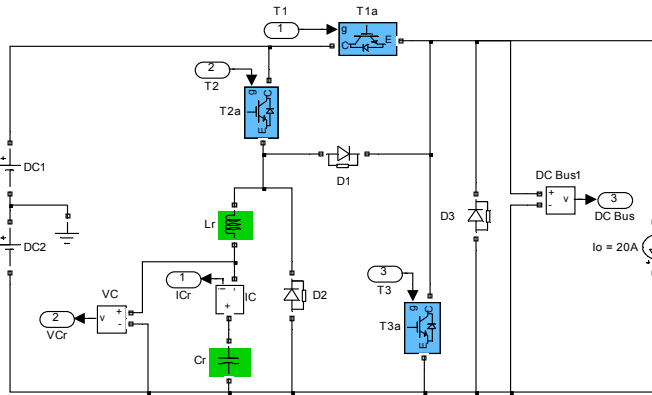 T1
T1a
1
g
C
E
2
T2
g
C
T2a
E
DC1
D1
DC Bus1
+
v
-
3
DC Bus
Lr
D3
DC2
Io = 20A
1
ICr
-
IC
+
D2
3
T3
g
C
T3a
E
VC
+
v
-
2
VCr
Cr